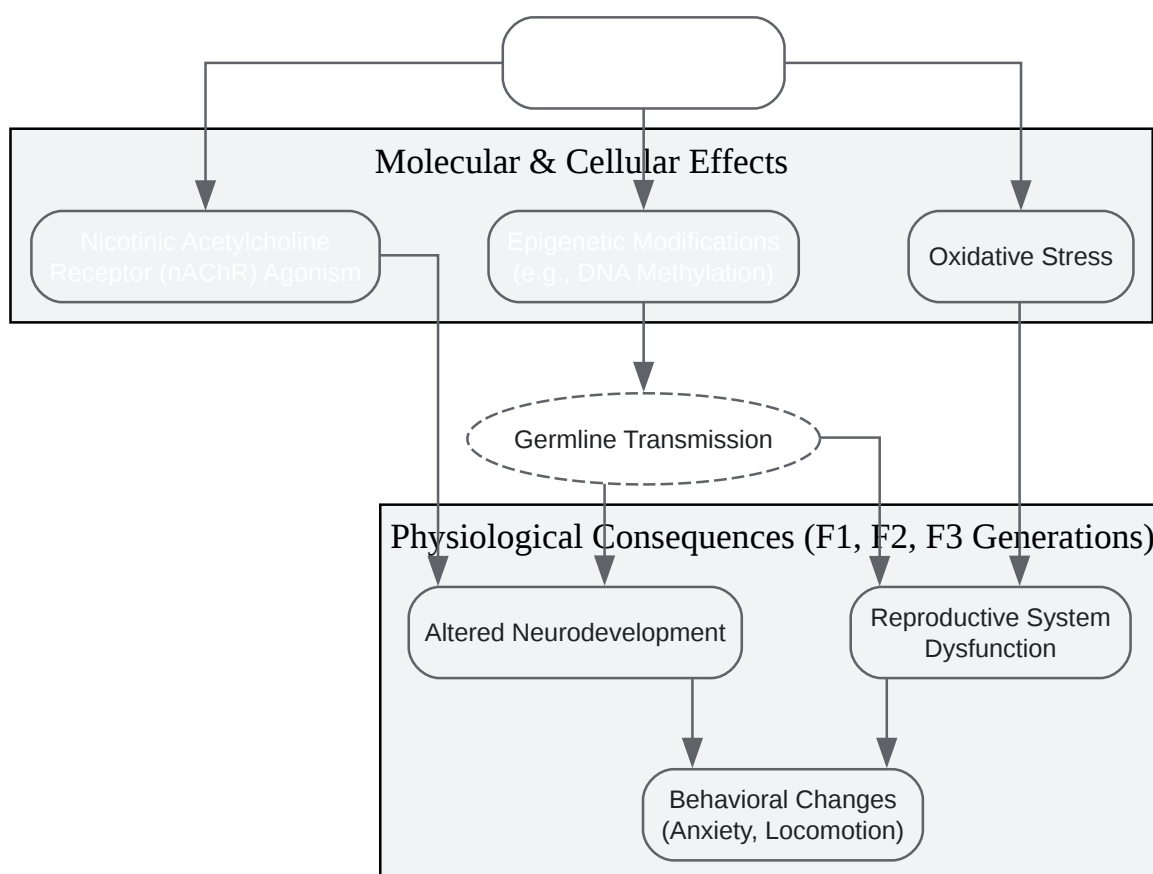 Molecular & Cellular Effects
Nicotinic Acetylcholine
Receptor (nAChR) Agonism
Epigenetic Modifications
(e.g., DNA Methylation)
Oxidative Stress
Germline Transmission
Physiological Consequences (F1, F2, F3 Generations)
Altered Neurodevelopment
Reproductive System
Dysfunction
Behavioral Changes
(Anxiety, Locomotion)